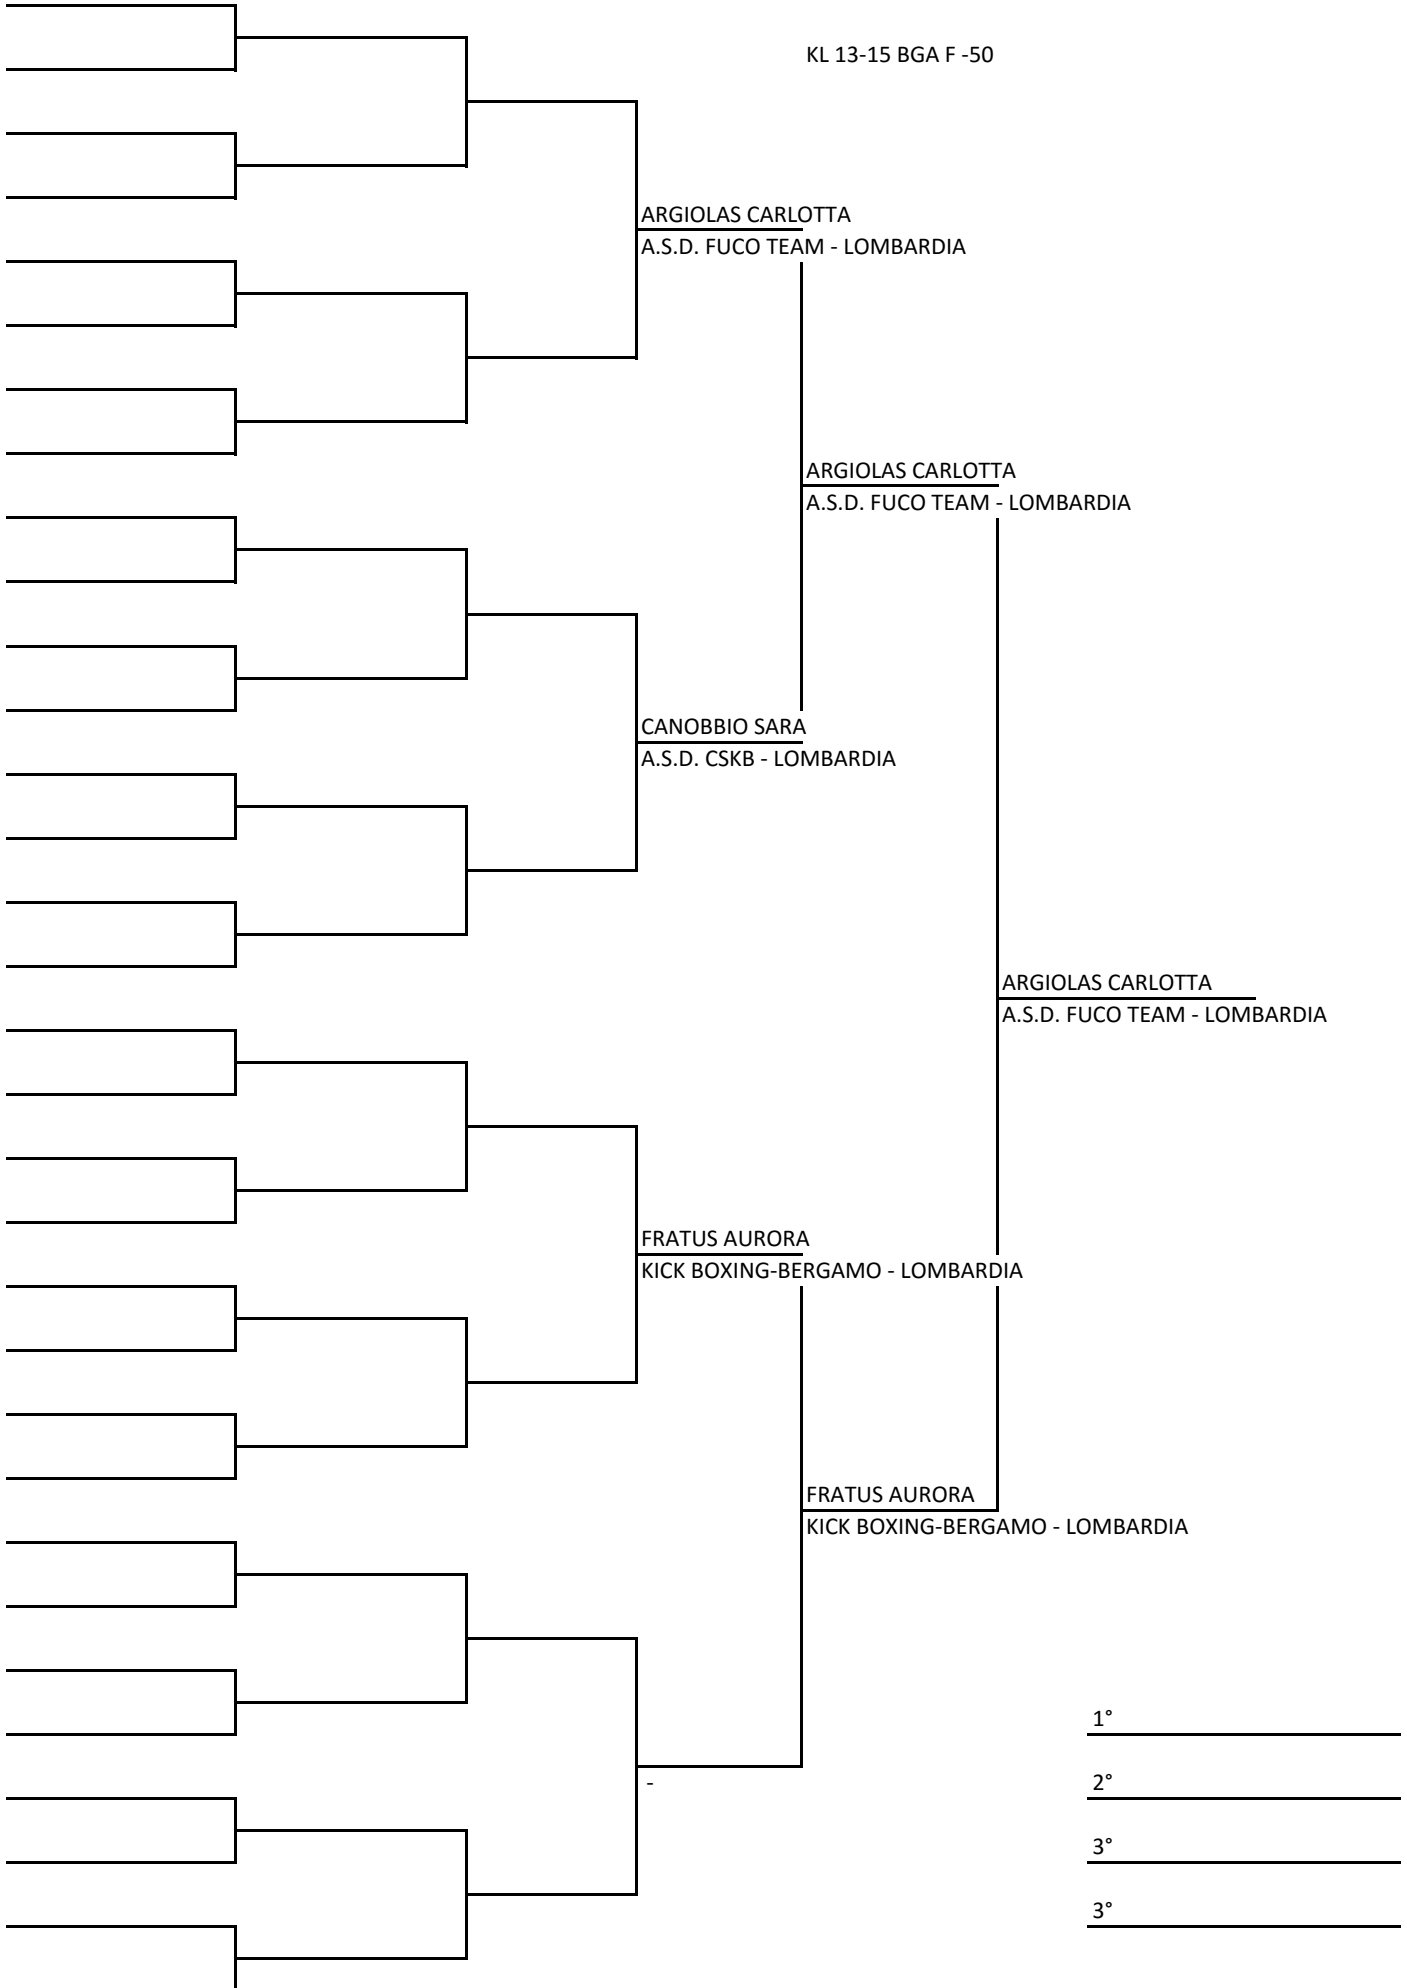 KL 13-15 BGA F -50
ARGIOLAS CARLOTTA
A.S.D. FUCO TEAM - LOMBARDIA
ARGIOLAS CARLOTTA
A.S.D. FUCO TEAM - LOMBARDIA
CANOBBIO SARA
A.S.D. CSKB - LOMBARDIA
ARGIOLAS CARLOTTA
A.S.D. FUCO TEAM - LOMBARDIA
FRATUS AURORA
KICK BOXING-BERGAMO - LOMBARDIA
FRATUS AURORA
KICK BOXING-BERGAMO - LOMBARDIA
1°
-
2°
3°
3°